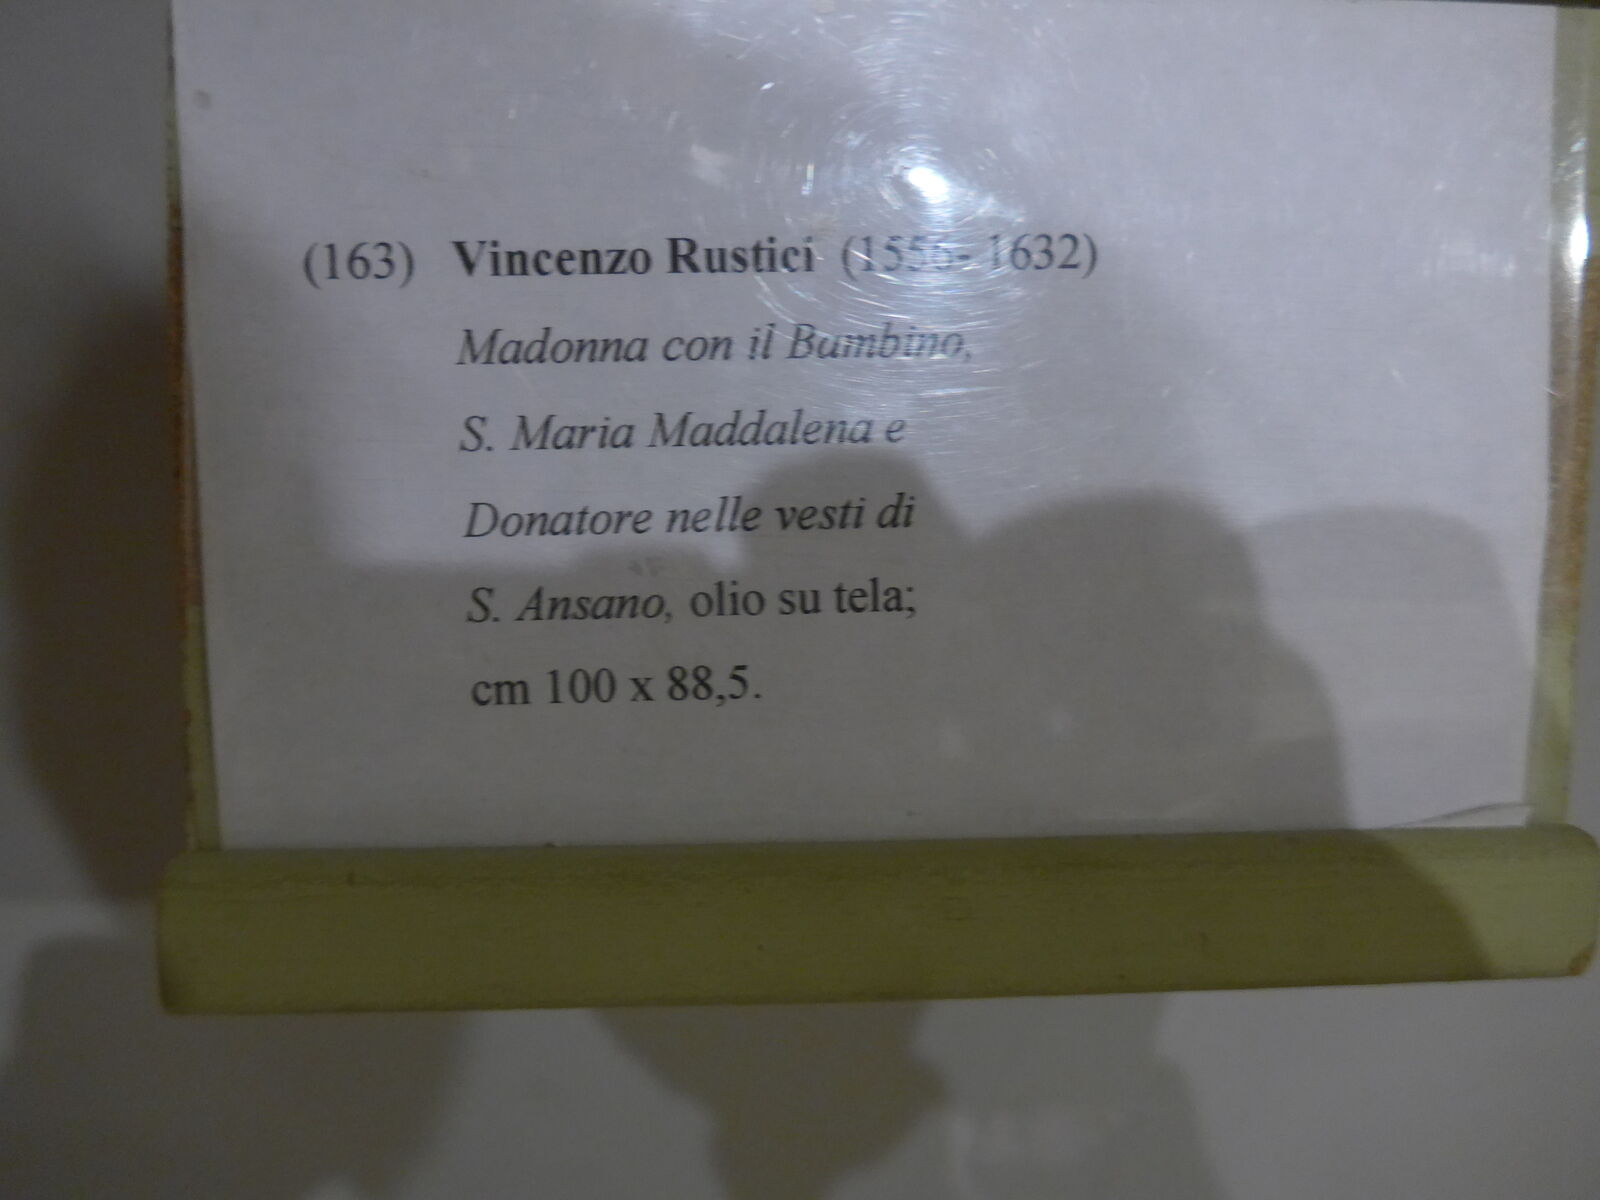 (163) Vincenzo Rustici (1556- 1632)
Madonna con il Bambino,
S. Maria Maddalena e
Donatore nelle vesti di
S. Ansano, olio su tela;
cm 100 x 88,5.